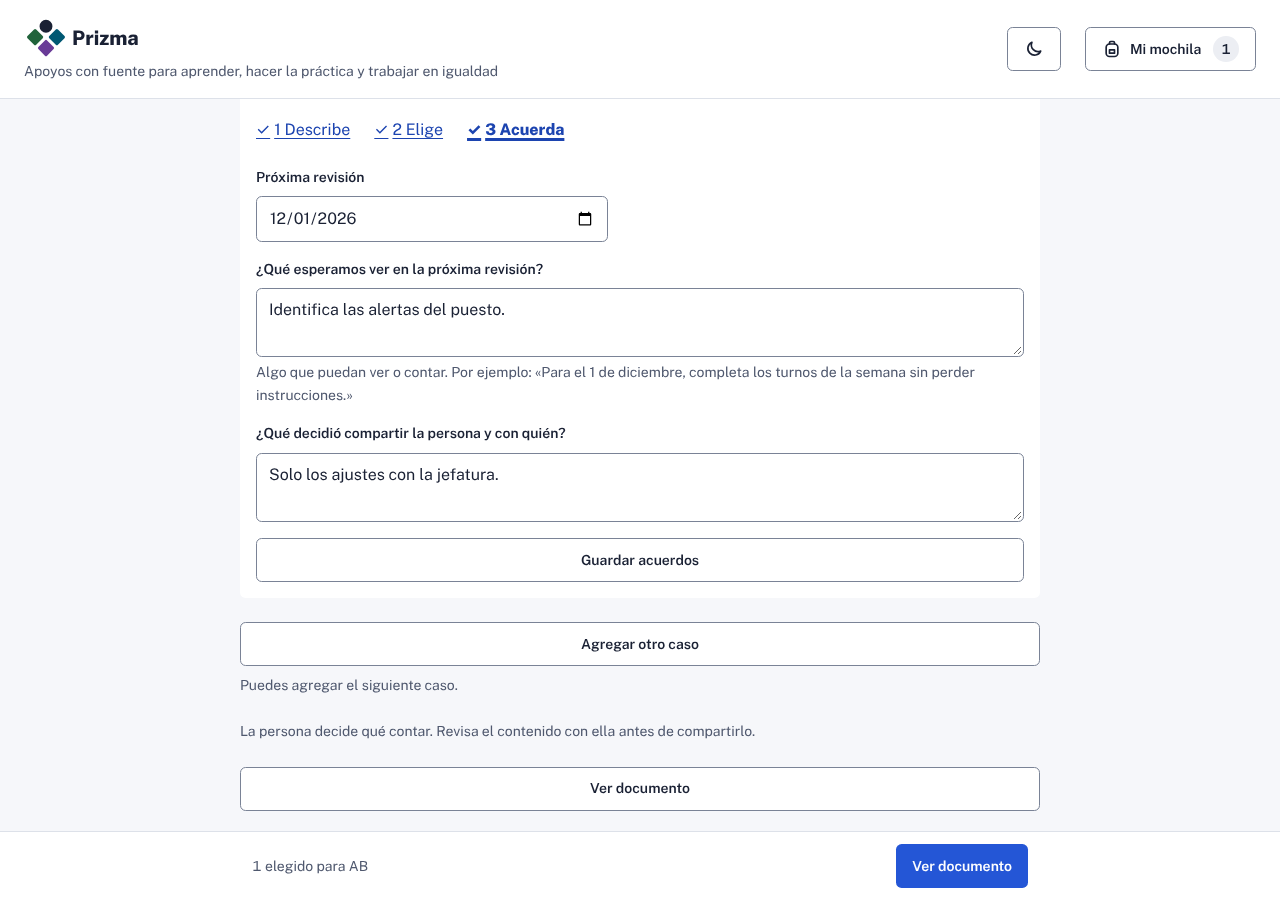 Prizma
Apoyos con fuente para aprender, hacer la práctica y trabajar en igualdad
Mi mochila 1
1 Describe 2 Elige 3 Acuerda
Próxima revisión
12/01/2026
¿Qué esperamos ver en la próxima revisión?
Identifica las alertas del puesto.
Algo que puedan ver o contar. Por ejemplo: «Para el 1 de diciembre, completa los turnos de la semana sin perder
instrucciones.»
¿Qué decidió compartir la persona y con quién?
Solo los ajustes con la jefatura.
Guardar acuerdos
Agregar otro caso
Puedes agregar el siguiente caso.
La persona decide qué contar. Revisa el contenido con ella antes de compartirlo.
Ver documento
1 elegido para AB
Ver documento